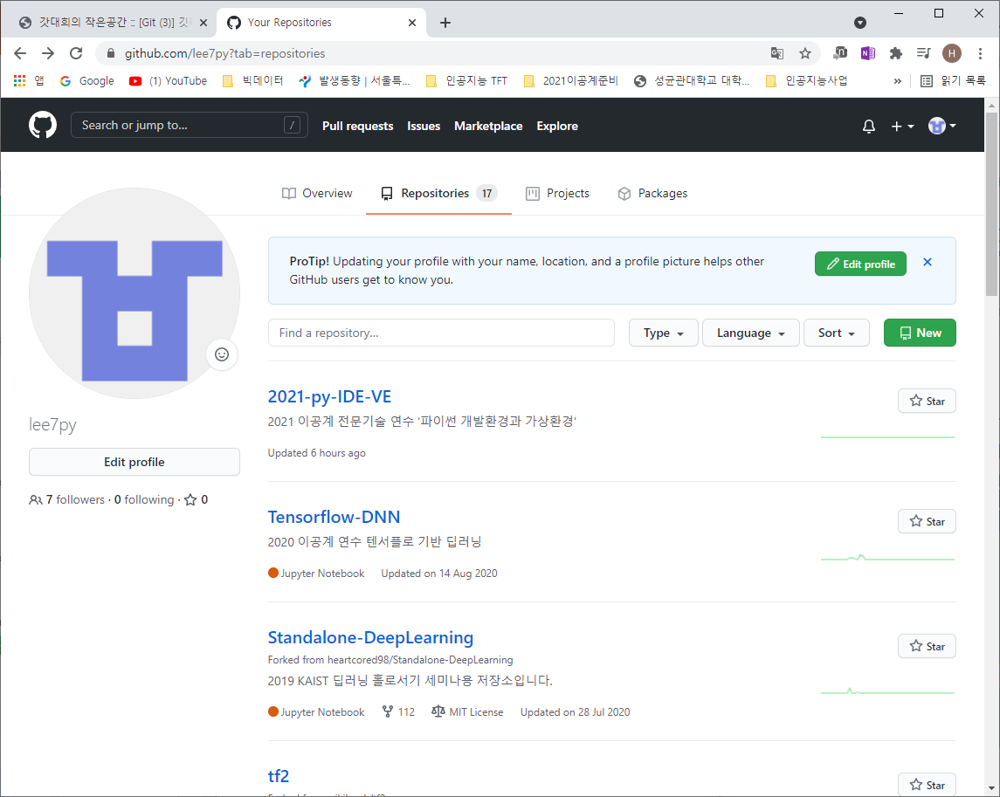 갓대희의 작은공간 :: [Git (3)] 갓
Your Repositories
github.com/lee7py?tab=repositories
H
앱 Google (1) YouTube 빅데이터 발생동향 | 서울특... 인공지능 TFT 2021이공계준비 성균관대학교 대학... 인공지능사업 » 읽기 목록
Search or jump to... / Pull requests Issues Marketplace Explore
Overview Repositories 17 Projects Packages
ProTip! Updating your profile with your name, location, and a profile picture helps other
GitHub users get to know you.
Edit profile
Find a repository... Type Language Sort New
lee7py
Edit profile
7 followers · 0 following · 0
2021-py-IDE-VE
Star
2021 이공계 전문기술 연수 '파이썬 개발환경과 가상환경'
Updated 6 hours ago
Tensorflow-DNN
Star
2020 이공계 연수 텐서플로 기반 딥러닝
Jupyter Notebook Updated on 14 Aug 2020
Standalone-DeepLearning
Star
Forked from heartcored98/Standalone-DeepLearning
2019 KAIST 딥러닝 홀로서기 세미나용 저장소입니다.
Jupyter Notebook 112 MIT License Updated on 28 Jul 2020
tf2
Star